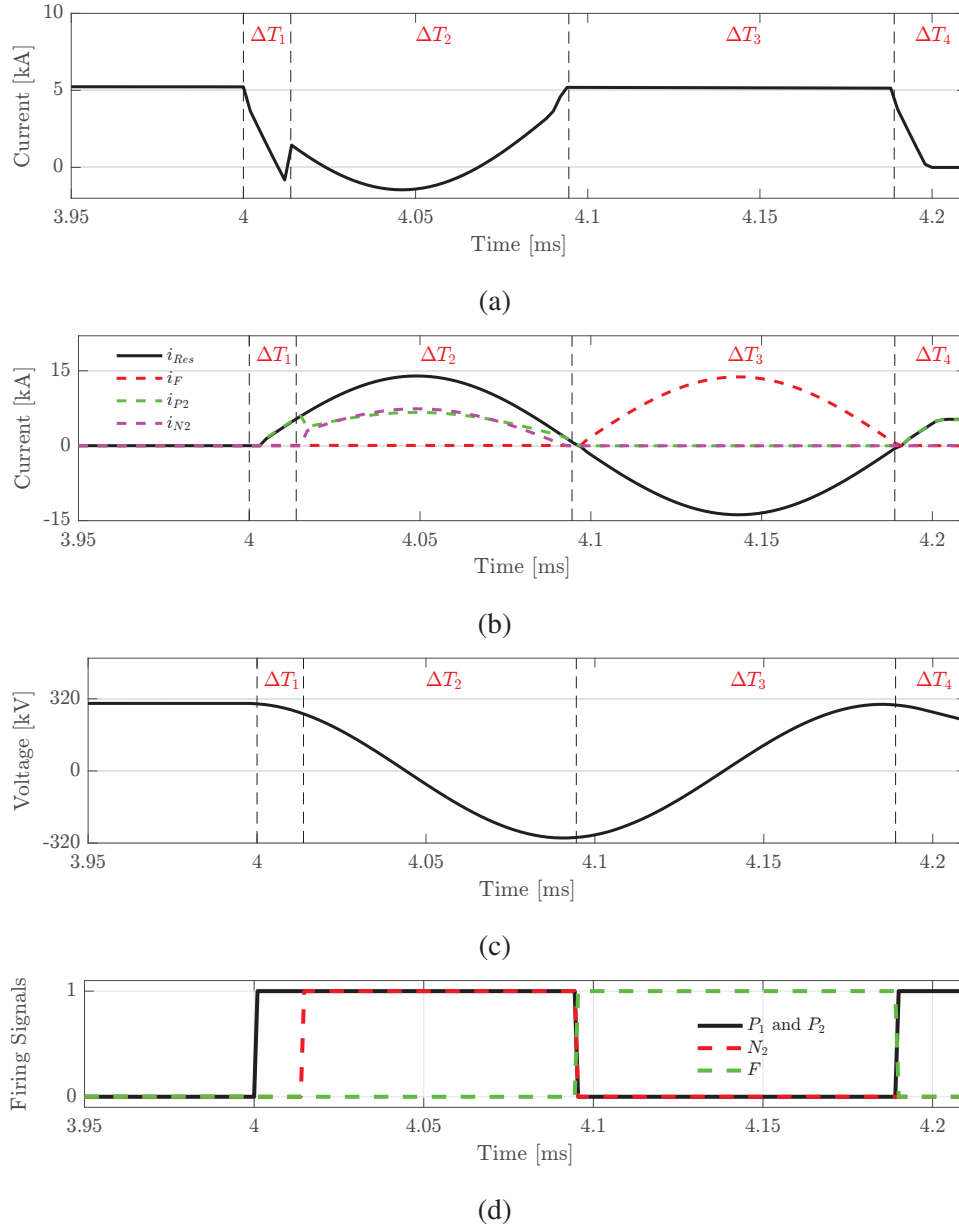 10
5
0
Current [kA]
ΔT₁
ΔT₂
ΔT₃
ΔT₄
3.95
4
4.05
4.1
4.15
4.2
Time [ms]
(a)
15
0
-15
Current [kA]
i_Res
i_F
i_P2
i_N2
ΔT₁
ΔT₂
ΔT₃
ΔT₄
3.95
4
4.05
4.1
4.15
4.2
Time [ms]
(b)
320
0
-320
Voltage [kV]
ΔT₁
ΔT₂
ΔT₃
ΔT₄
3.95
4
4.05
4.1
4.15
4.2
Time [ms]
(c)
1
0
Firing Signals
P₁ and P₂
N₂
F
3.95
4
4.05
4.1
4.15
4.2
Time [ms]
(d)